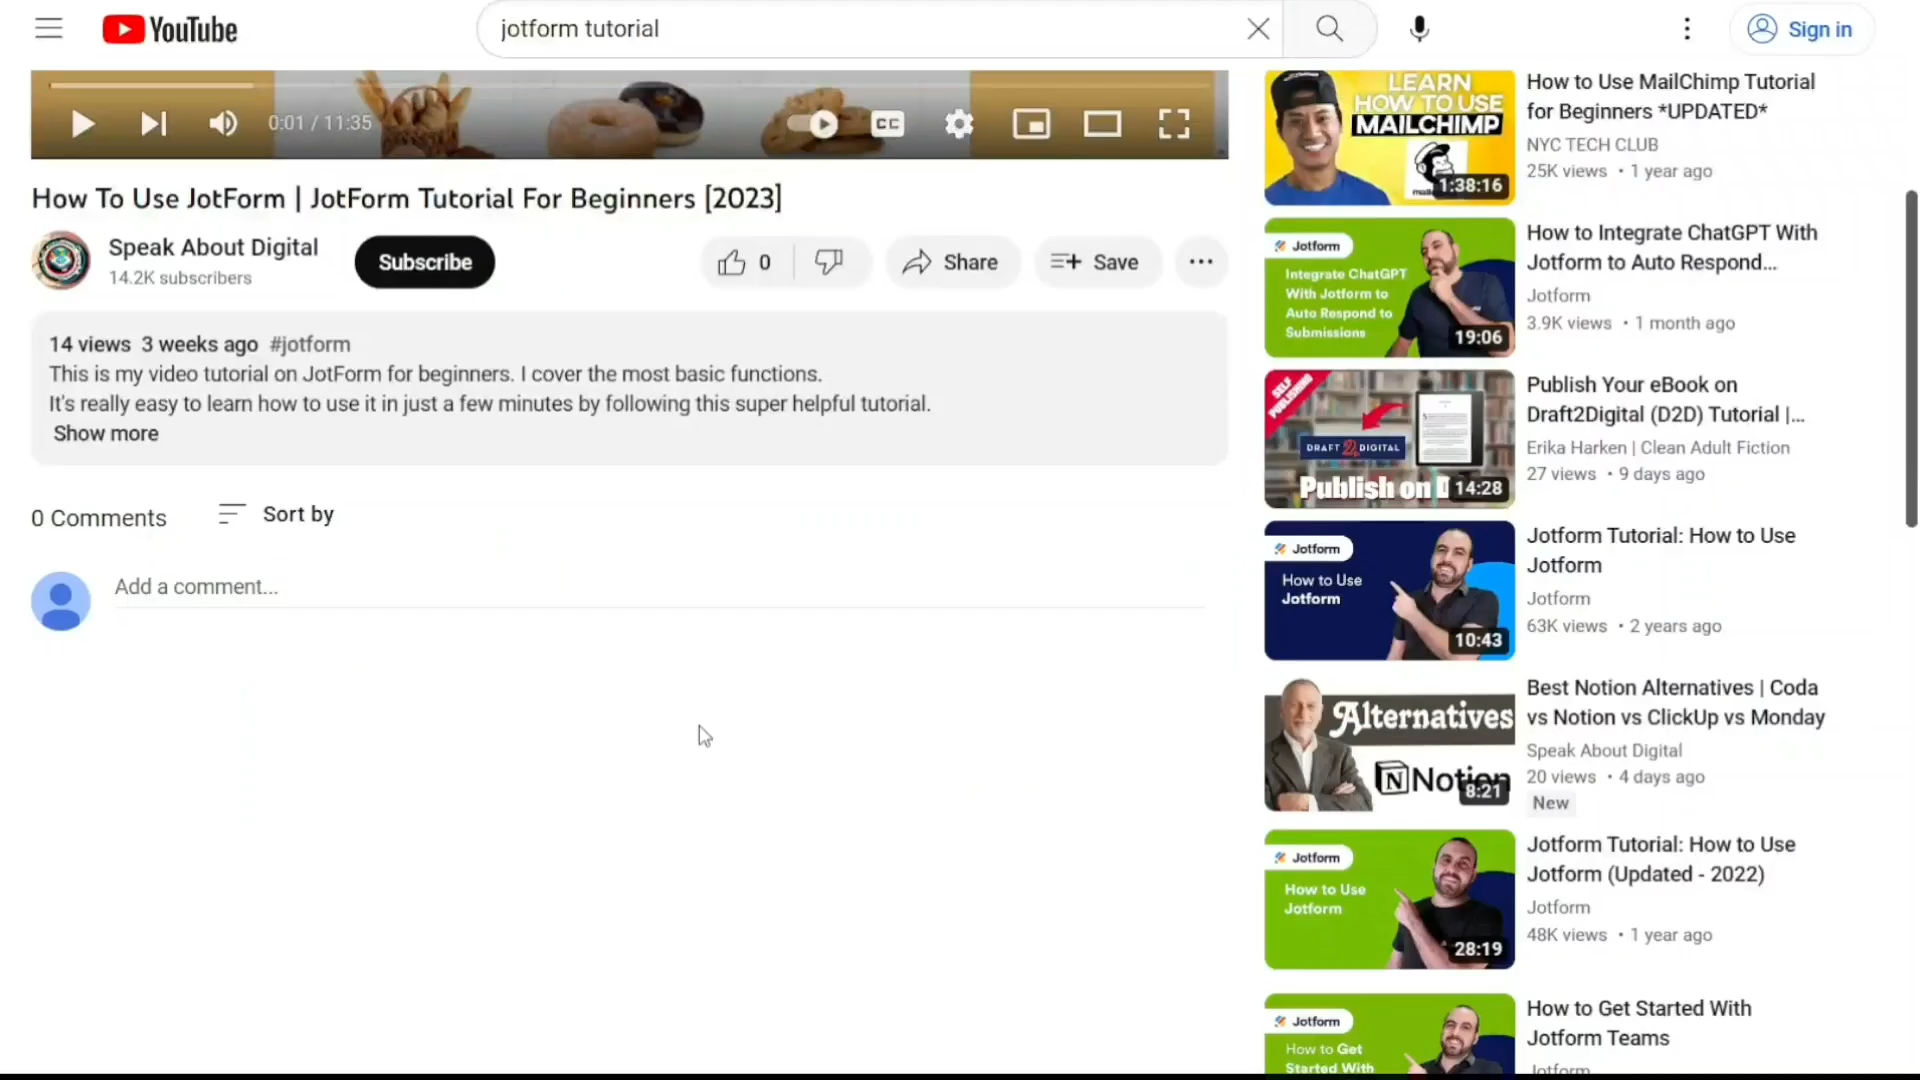 YouTube
jotform tutorial
Sign in
0:01 / 11:35
CC
How To Use JotForm | JotForm Tutorial For Beginners [2023]
Speak About Digital
14.2K subscribers
Subscribe
0
Share
Save
14 views 3 weeks ago #jotform
This is my video tutorial on JotForm for beginners. I cover the most basic functions.
It's really easy to learn how to use it in just a few minutes by following this super helpful tutorial.
Show more
0 Comments
Sort by
Add a comment...
LEARN
HOW TO USE
MAILCHIMP
1:38:16
How to Use MailChimp Tutorial
for Beginners *UPDATED*
NYC TECH CLUB
25K views • 1 year ago
Jotform
Integrate ChatGPT
With Jotform to
Auto Respond to
Submissions
19:06
How to Integrate ChatGPT With
Jotform to Auto Respond...
Jotform
3.9K views • 1 month ago
SELF
PUBLISHING
DRAFT 2 DIGITAL
Publish on
14:28
Publish Your eBook on
Draft2Digital (D2D) Tutorial |...
Erika Harken | Clean Adult Fiction
27 views • 9 days ago
Jotform
How to Use
Jotform
10:43
Jotform Tutorial: How to Use
Jotform
Jotform
63K views • 2 years ago
Alternatives
Notion
8:21
Best Notion Alternatives | Coda
vs Notion vs ClickUp vs Monday
Speak About Digital
20 views • 4 days ago
New
Jotform
How to Use
Jotform
28:19
Jotform Tutorial: How to Use
Jotform (Updated - 2022)
Jotform
48K views • 1 year ago
Jotform
How to Get
Started With
How to Get Started With
Jotform Teams
Jotform